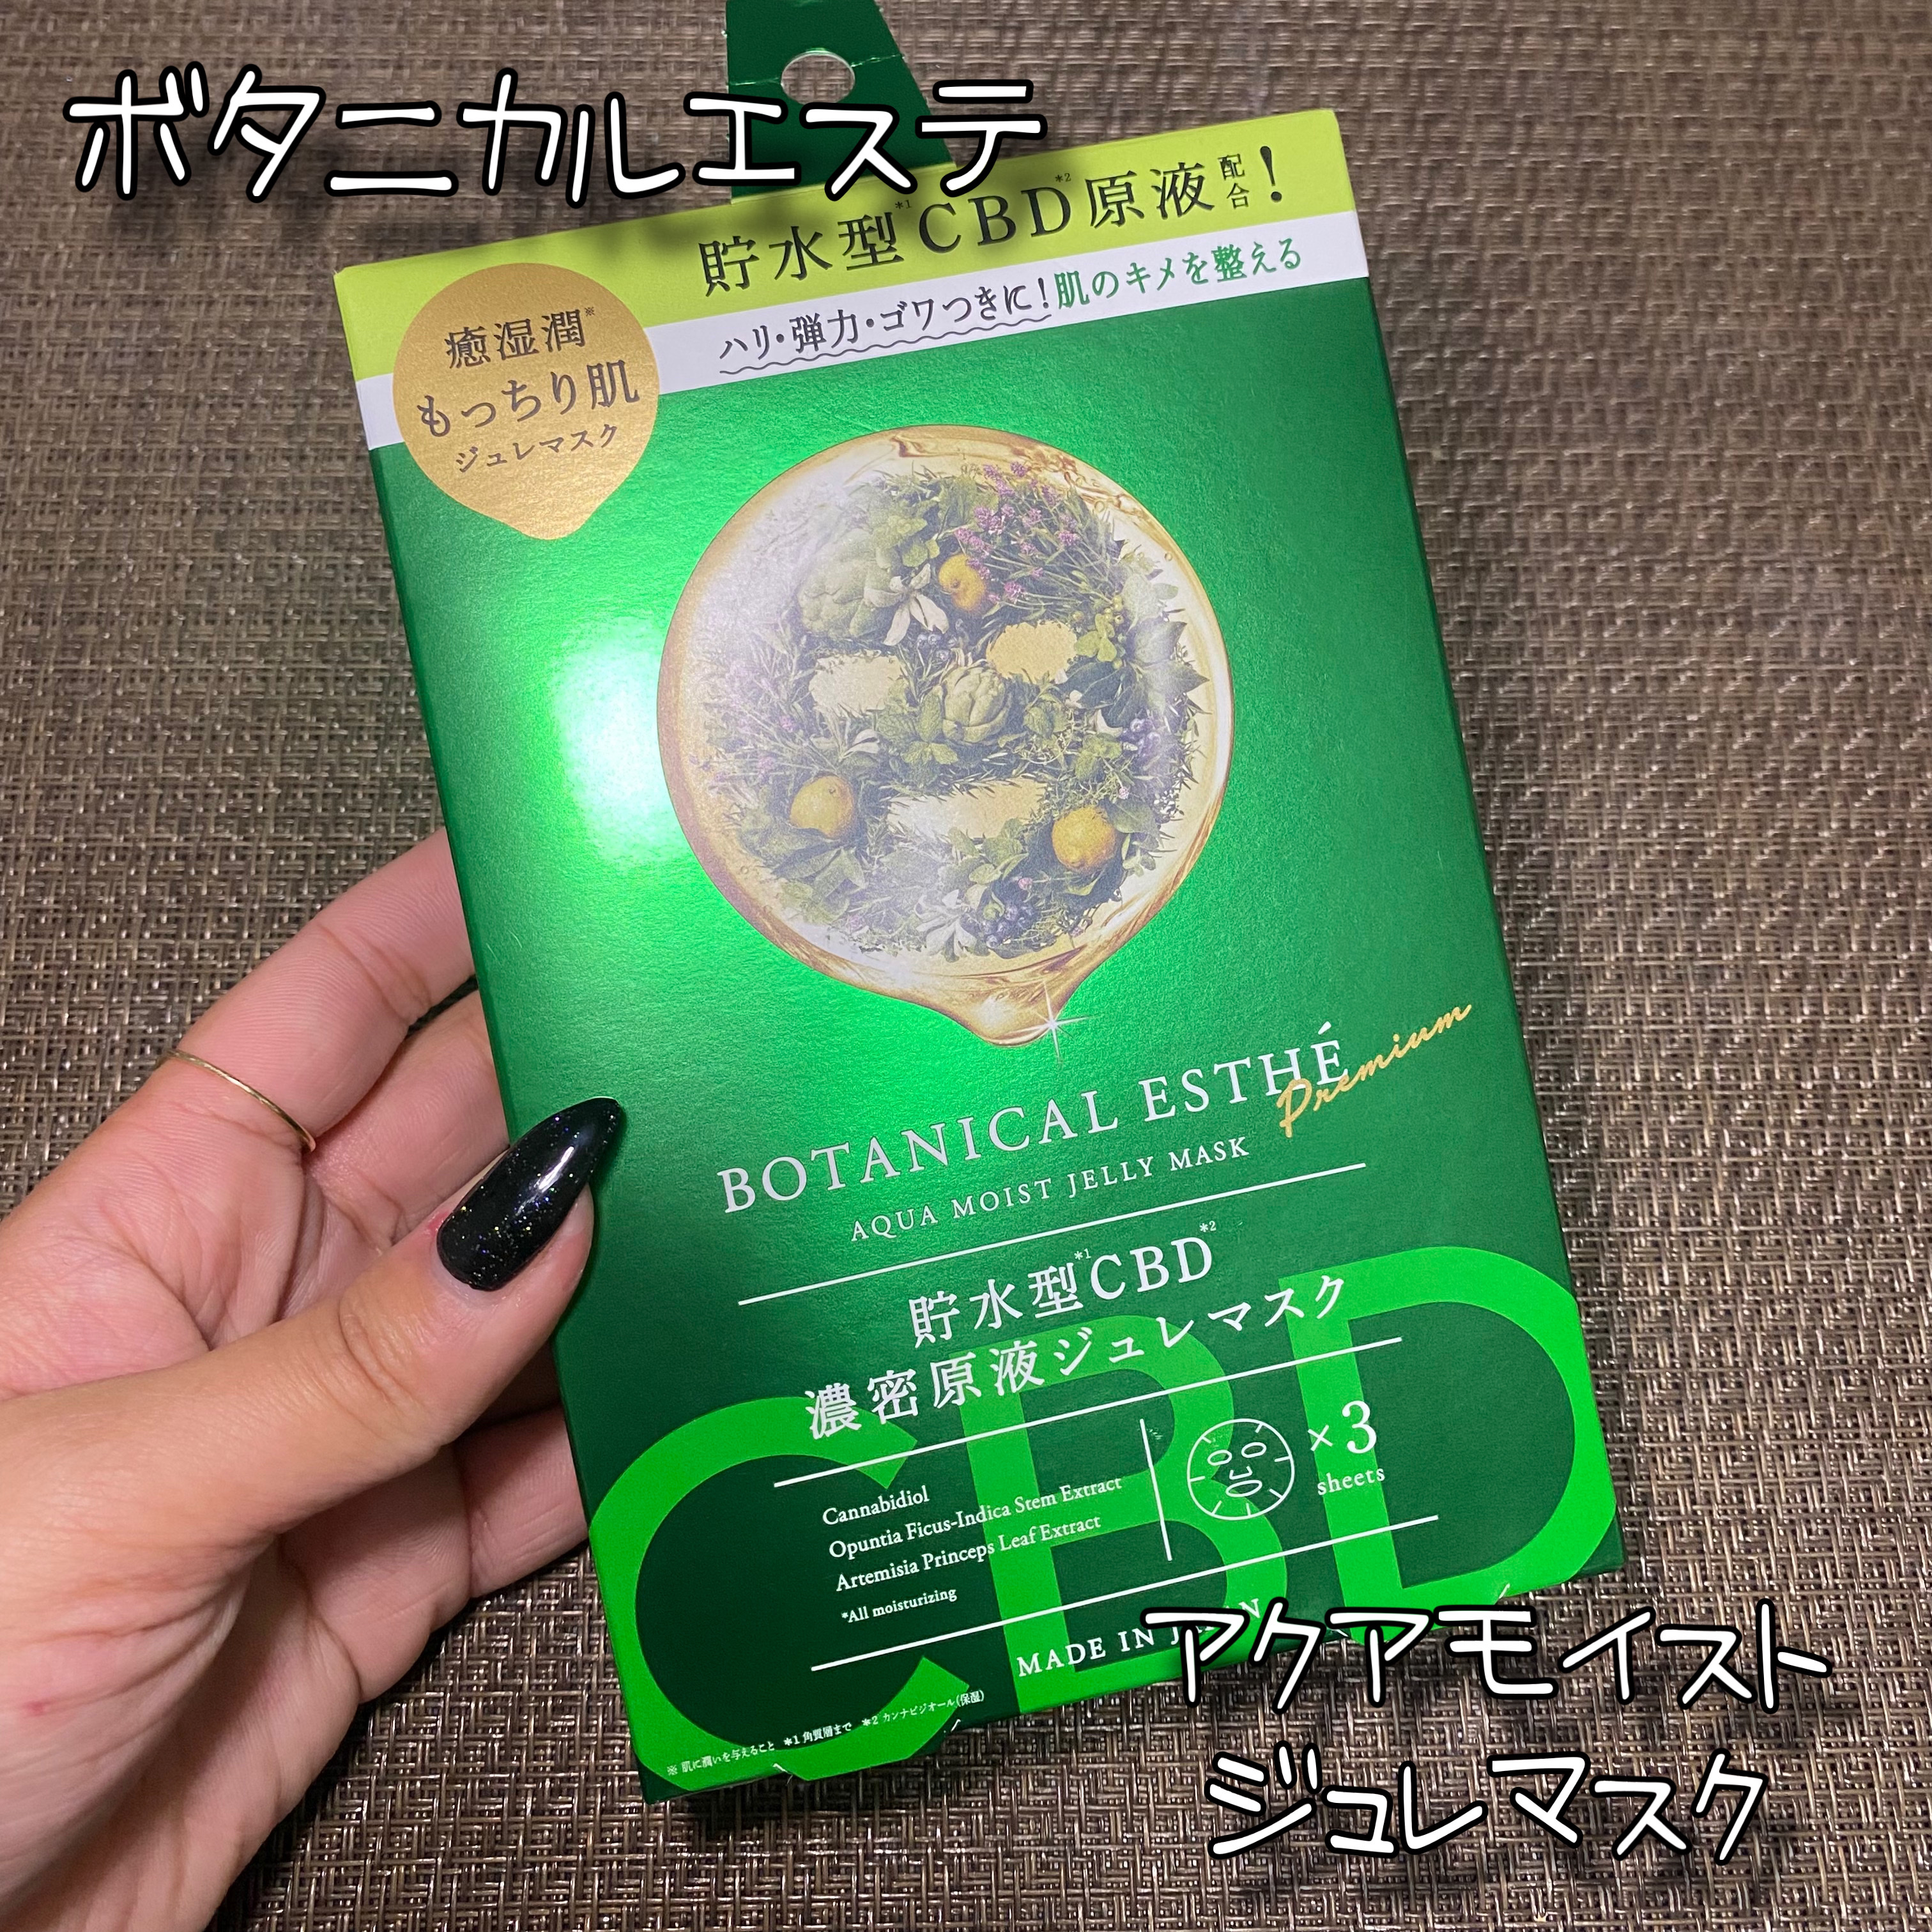 ボタニカルエステ
貯水型*1CBD*2原液配合!
ハリ・弾力・ゴワつきに!肌のキメを整える
癒湿潤※
もっちり肌
ジュレマスク
BOTANICAL ESTHÉ
Premium
AQUA MOIST JELLY MASK
貯水型*1CBD*2
濃密原液ジュレマスク
Cannabidiol
Opuntia Ficus-Indica Stem Extract
Artemisia Princeps Leaf Extract
*All moisturizing
×3
sheets
CBD
MADE IN JAPAN
※ 肌に潤いを与えること *1 角質層まで *2 カンナビジオール(保湿)
アクアモイスト
ジュレマスク